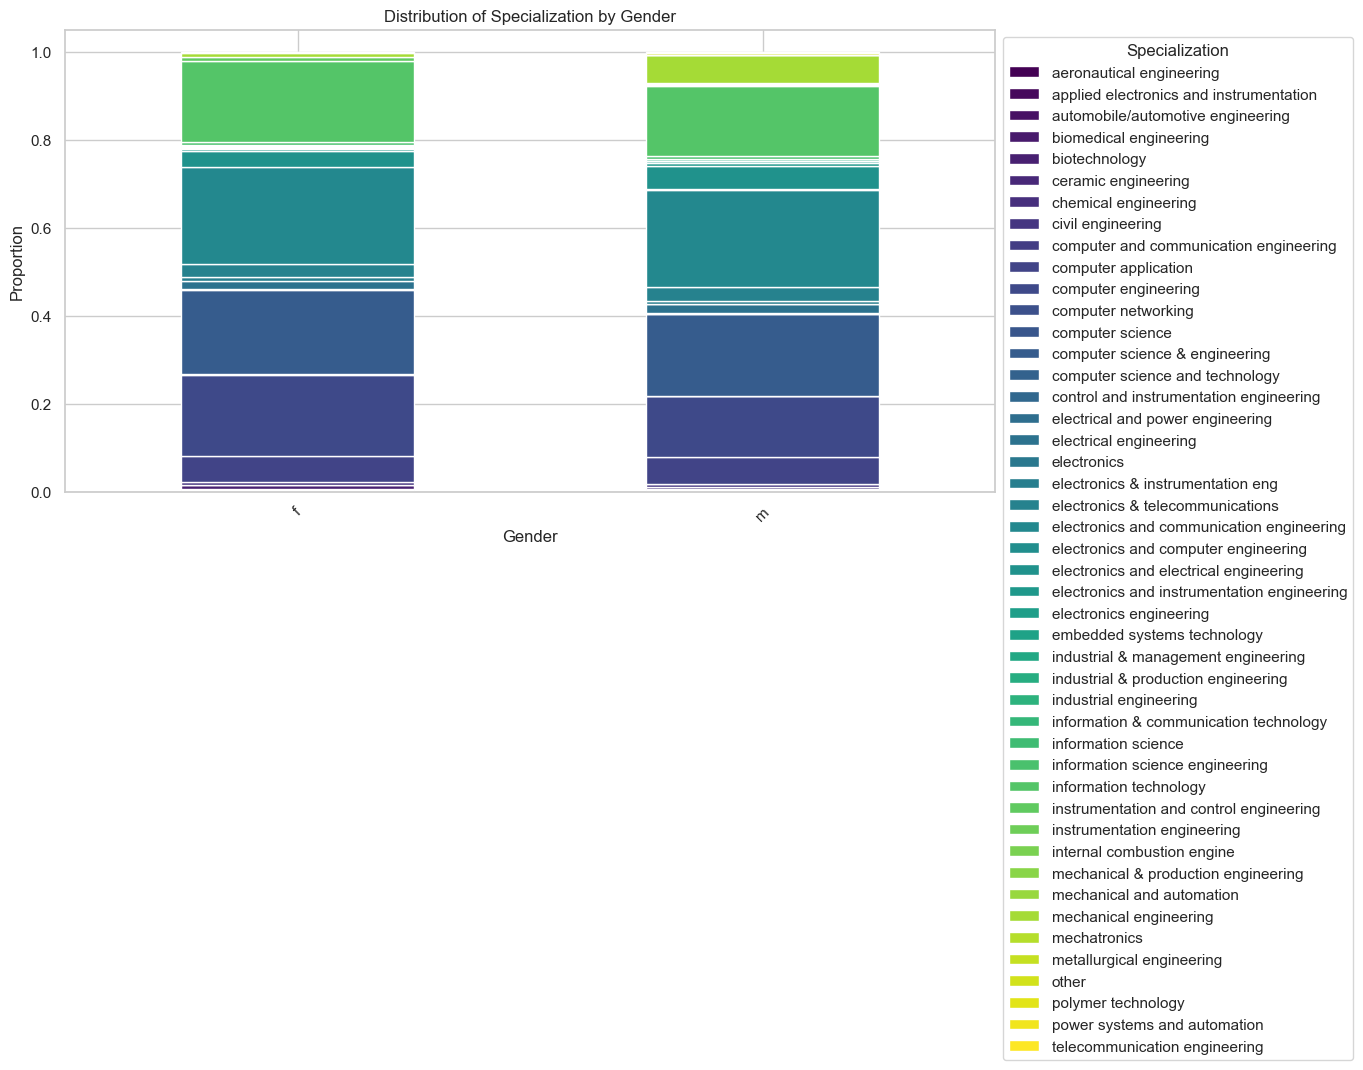 Distribution of Specialization by Gender
Proportion
1.0
0.8
0.6
0.4
0.2
0.0
f
m
Gender
Specialization
aeronautical engineering
applied electronics and instrumentation
automobile/automotive engineering
biomedical engineering
biotechnology
ceramic engineering
chemical engineering
civil engineering
computer and communication engineering
computer application
computer engineering
computer networking
computer science
computer science & engineering
computer science and technology
control and instrumentation engineering
electrical and power engineering
electrical engineering
electronics
electronics & instrumentation eng
electronics & telecommunications
electronics and communication engineering
electronics and computer engineering
electronics and electrical engineering
electronics and instrumentation engineering
electronics engineering
embedded systems technology
industrial & management engineering
industrial & production engineering
industrial engineering
information & communication technology
information science
information science engineering
information technology
instrumentation and control engineering
instrumentation engineering
internal combustion engine
mechanical & production engineering
mechanical and automation
mechanical engineering
mechatronics
metallurgical engineering
other
polymer technology
power systems and automation
telecommunication engineering